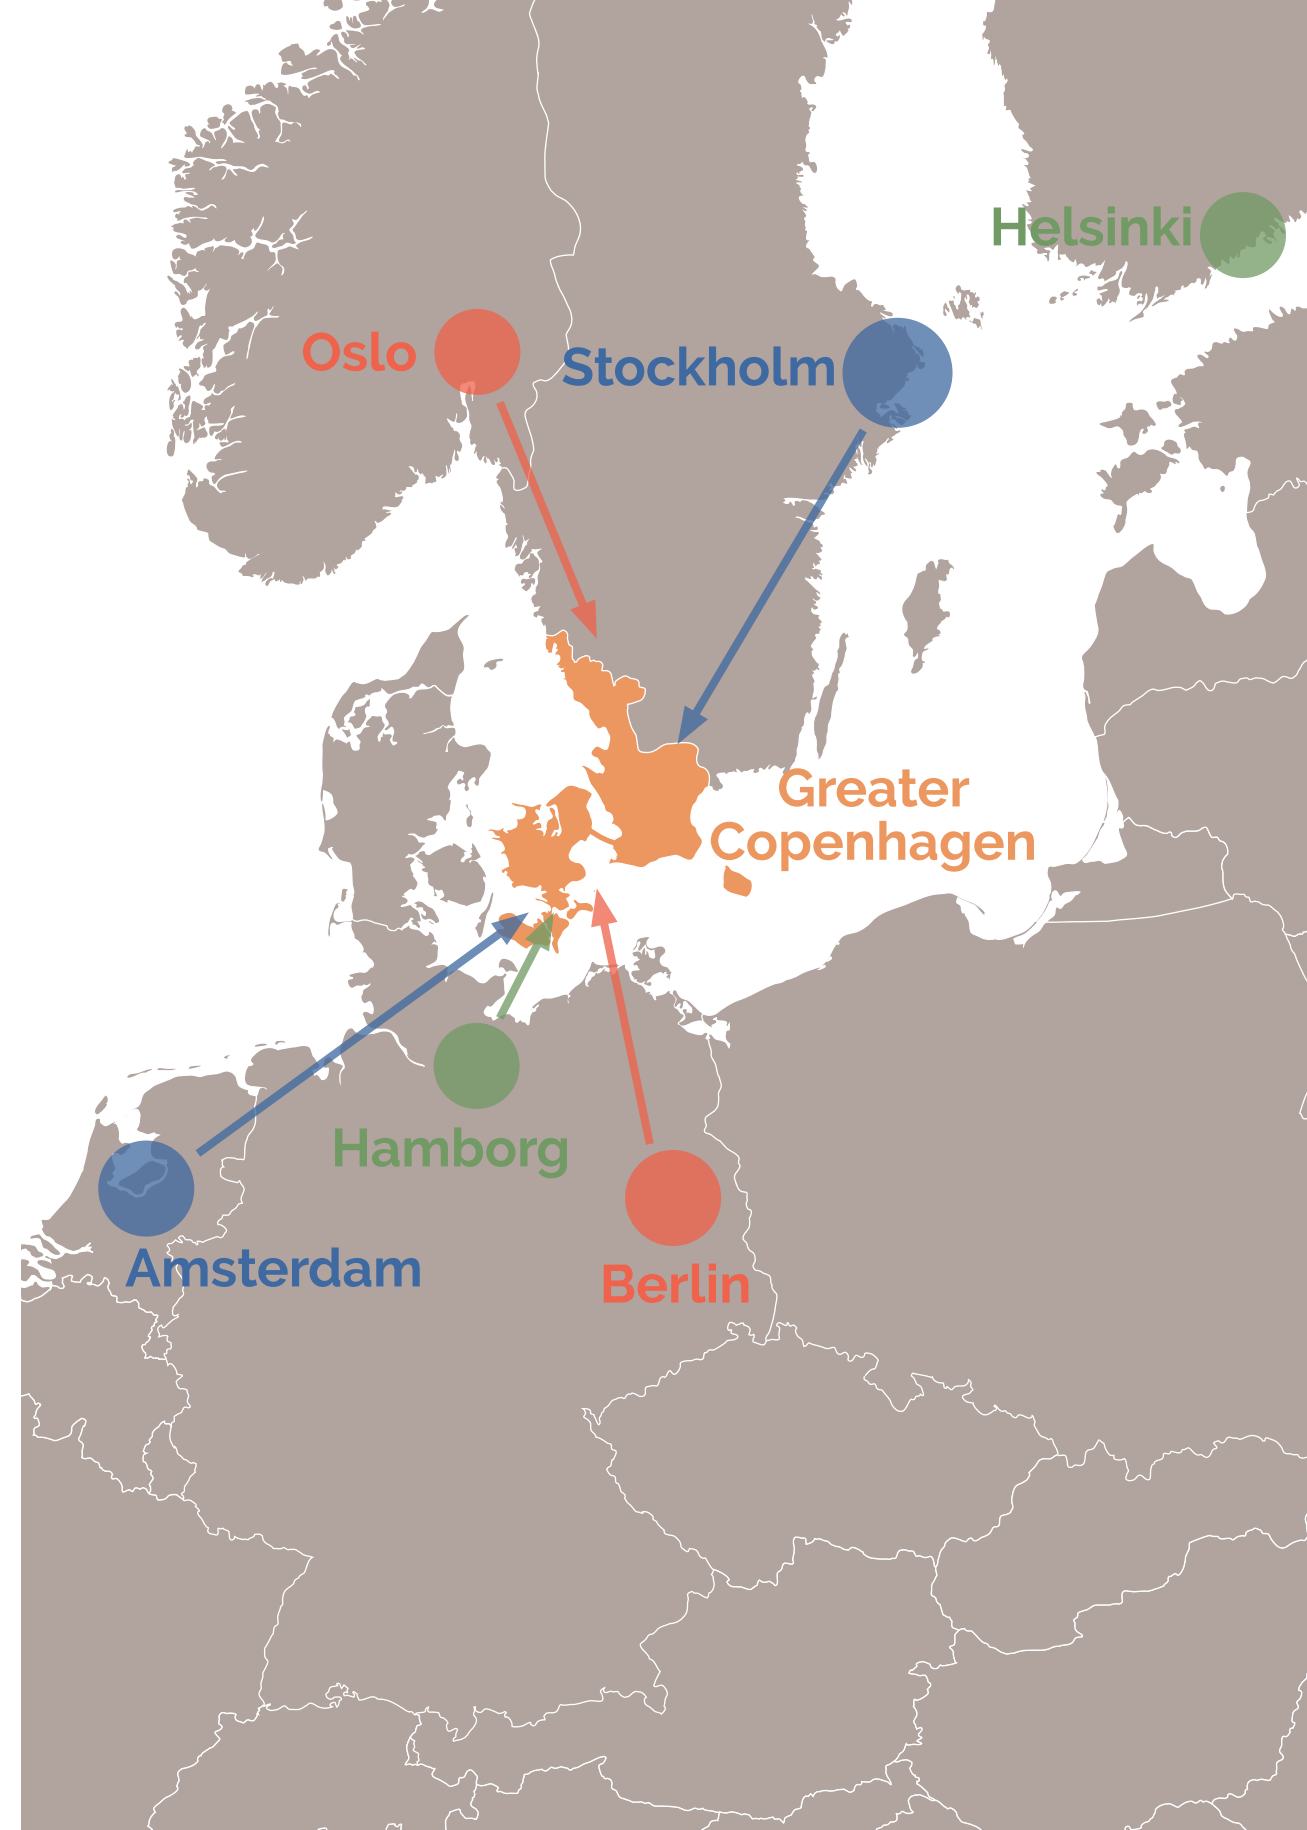 Helsinki
Oslo
Stockholm
Greater
Copenhagen
Hamborg
Amsterdam
Berlin